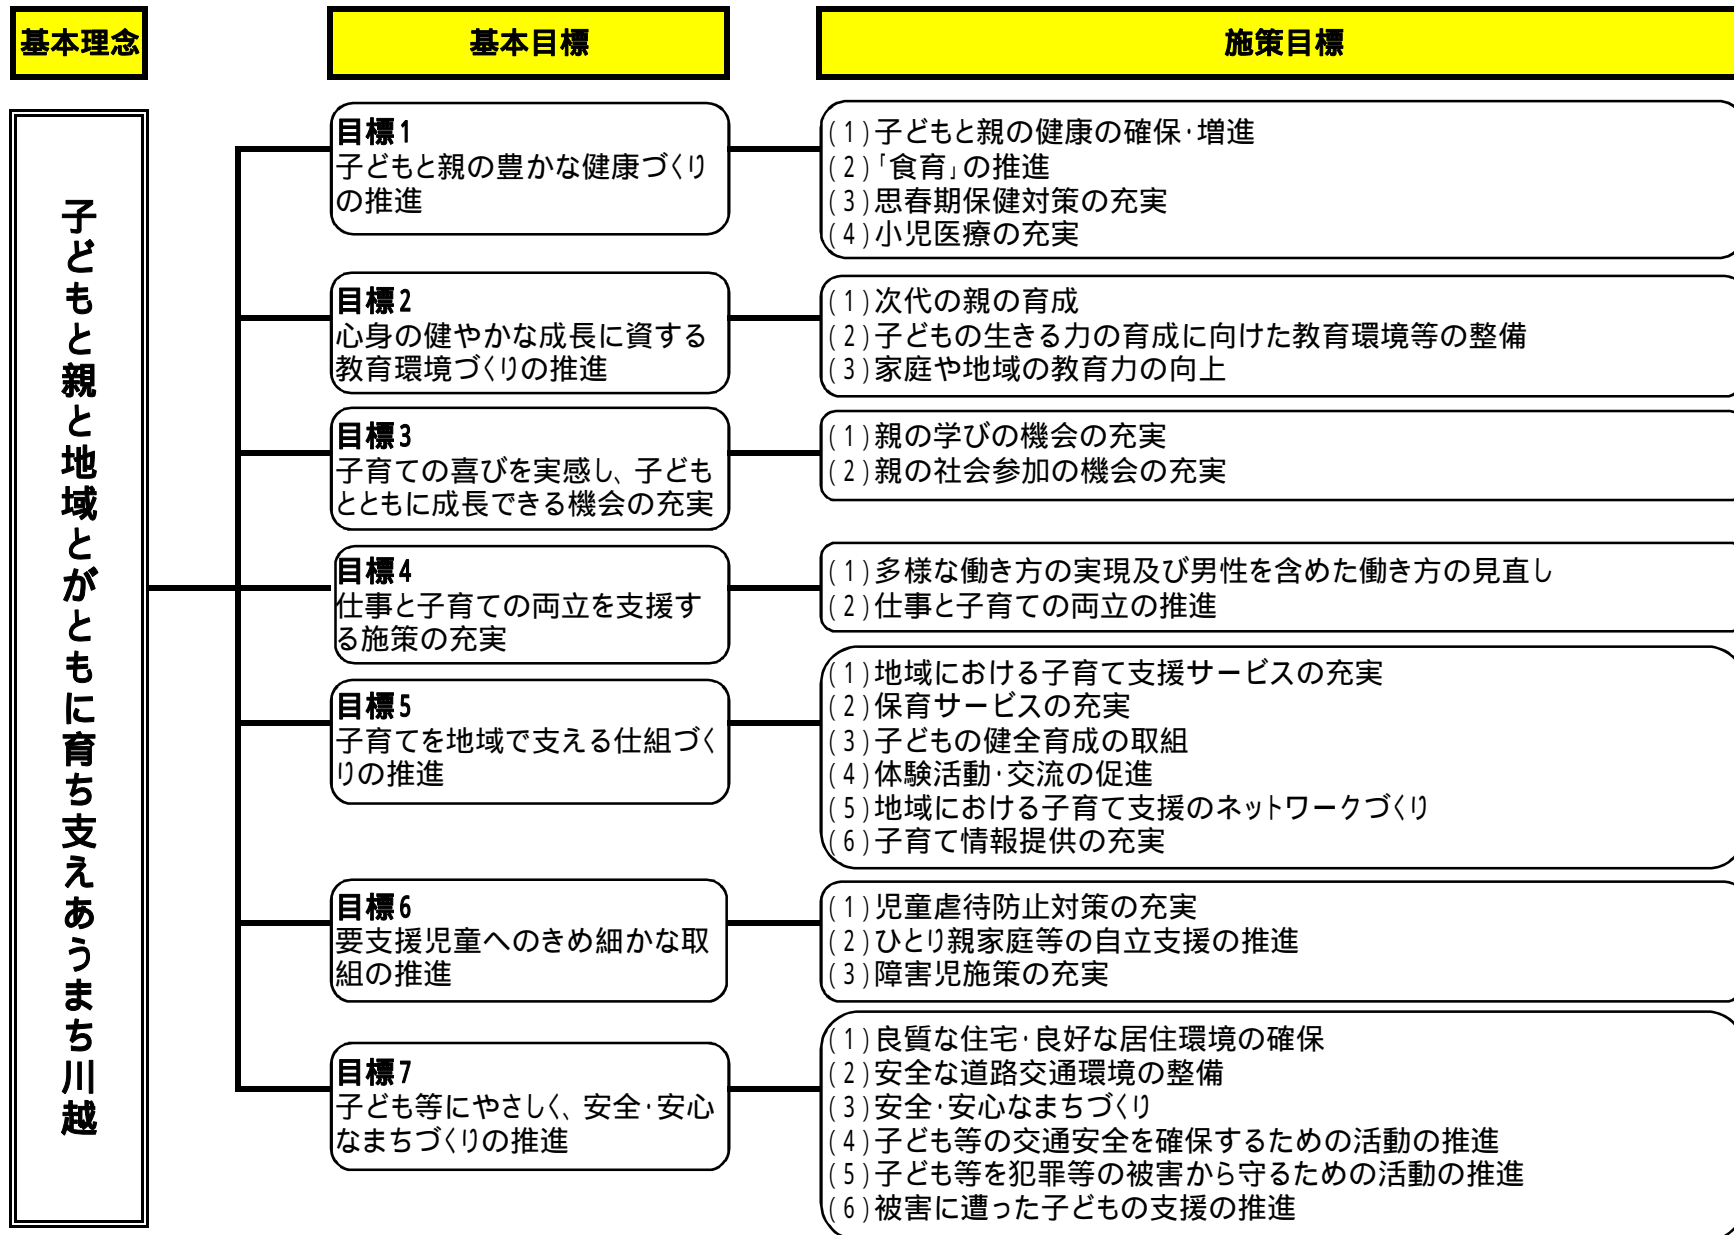 基本理念
基本目標
施策目標
子どもと親と地域とがともに育ち支えあうまち川越
目標1
子どもと親の豊かな健康づくり
の推進
(1)子どもと親の健康の確保・増進
(2)「食育」の推進
(3)思春期保健対策の充実
(4)小児医療の充実
目標2
心身の健やかな成長に資する
教育環境づくりの推進
(1)次代の親の育成
(2)子どもの生きる力の育成に向けた教育環境等の整備
(3)家庭や地域の教育力の向上
目標3
子育ての喜びを実感し、子ども
とともに成長できる機会の充実
(1)親の学びの機会の充実
(2)親の社会参加の機会の充実
目標4
仕事と子育ての両立を支援す
る施策の充実
(1)多様な働き方の実現及び男性を含めた働き方の見直し
(2)仕事と子育ての両立の推進
目標5
子育てを地域で支える仕組づく
りの推進
(1)地域における子育て支援サービスの充実
(2)保育サービスの充実
(3)子どもの健全育成の取組
(4)体験活動・交流の促進
(5)地域における子育て支援のネットワークづくり
(6)子育て情報提供の充実
目標6
要支援児童へのきめ細かな取
組の推進
(1)児童虐待防止対策の充実
(2)ひとり親家庭等の自立支援の推進
(3)障害児施策の充実
目標7
子ども等にやさしく、安全・安心
なまちづくりの推進
(1)良質な住宅・良好な居住環境の確保
(2)安全な道路交通環境の整備
(3)安全・安心なまちづくり
(4)子ども等の交通安全を確保するための活動の推進
(5)子ども等を犯罪等の被害から守るための活動の推進
(6)被害に遭った子どもの支援の推進